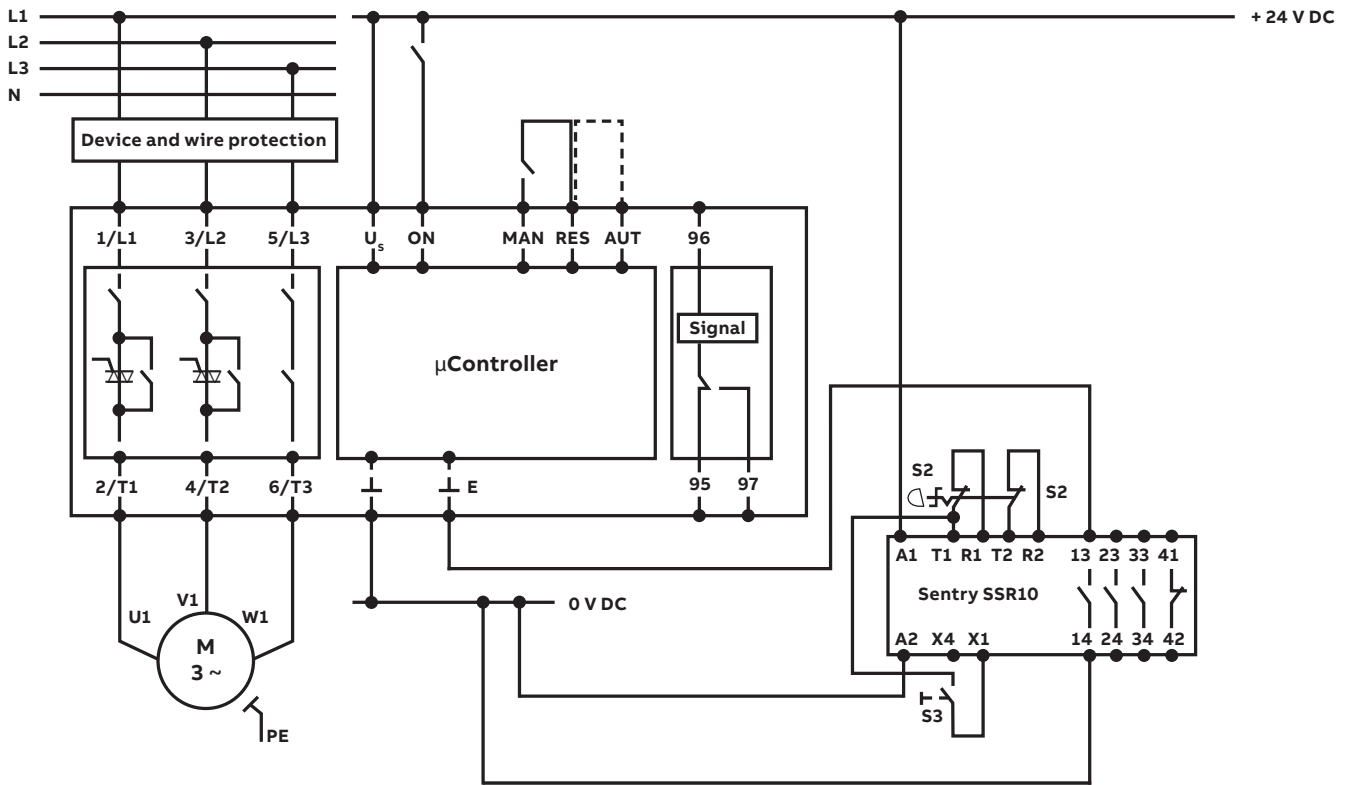 L1
+ 24 V DC
L2
L3
N
Device and wire protection
1/L1 3/L2 5/L3 Us ON MAN RES AUT 96
Signal
µController
2/T1 4/T2 6/T3 E 95 97
S2
S2
A1 T1 R1 T2 R2 13 23 33 41
Sentry SSR10
A2 X4 X1 14 24 34 42
0 V DC
U1 V1 W1
M
3 ~
S3
PE